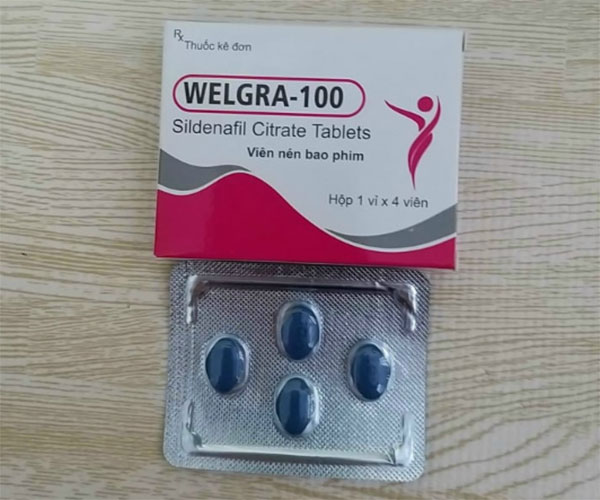 Rx Thuốc kê đơn
WELGRA-100
Sildenafil Citrate Tablets
Viên nén bao phim
Hộp 1 vỉ x 4 viên